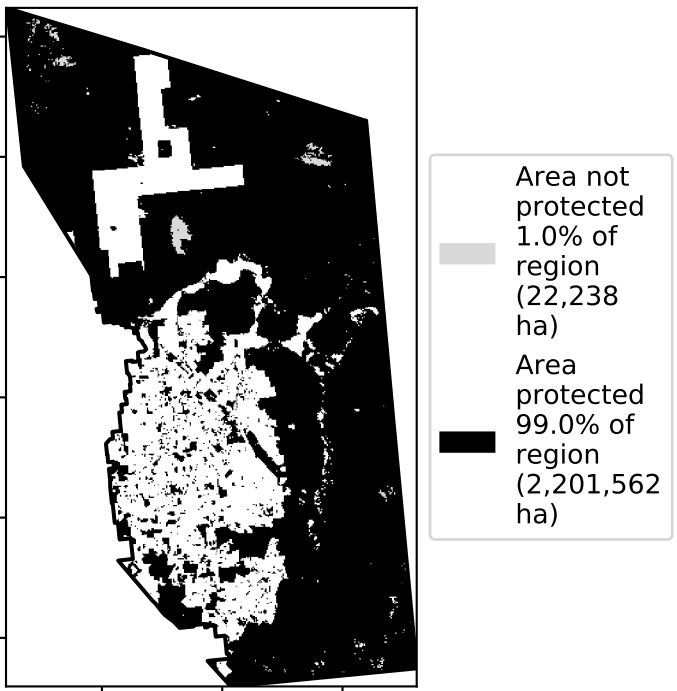 Area not
protected
1.0% of
region
(22,238
ha)
Area
protected
99.0% of
region
(2,201,562
ha)